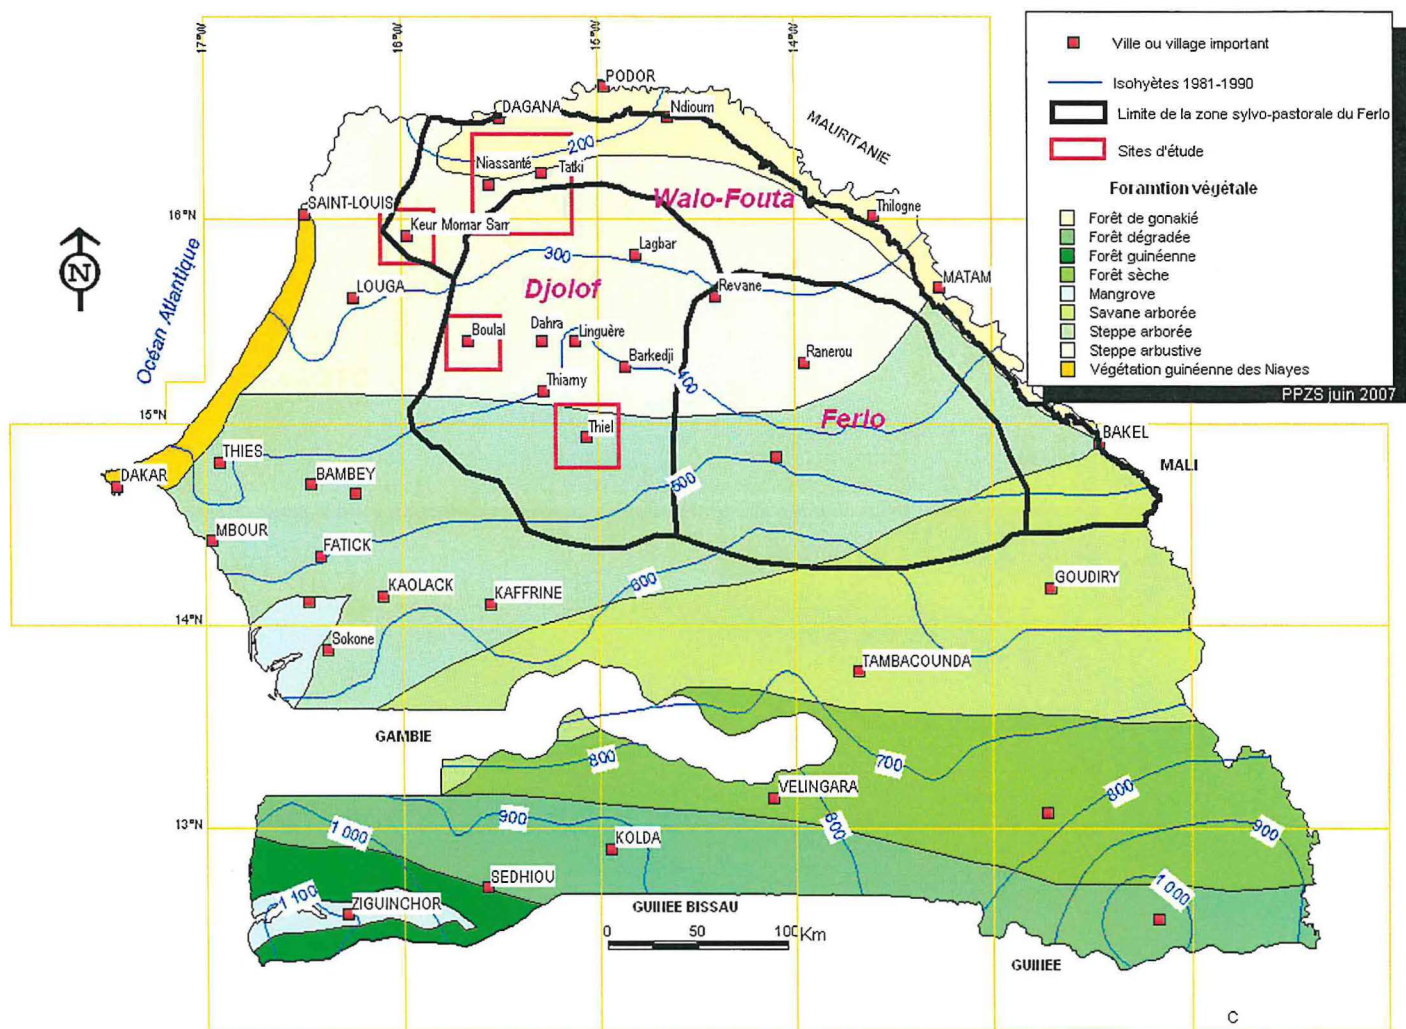 17°W
16°W
15°W
14°W
Ville ou village important
Isohyètes 1981-1990
Limite de la zone sylvo-pastorale du Ferlo
Sites d'étude
Foramtion végétale
Forêt de gonakié
Forêt dégradée
Forêt guinéenne
Forêt sèche
Mangrove
Savane arborée
Steppe arborée
Steppe arbustive
Végétation guinéenne des Niayes
PPZS juin 2007
PODOR
DAGANA
Ndioum
MAURITANIE
200
Niassanté
Tatki
Walo-Fouta
SAINT-LOUIS
16°N
Thilogne
Keur Momar Sarr
N
Océan Atlantique
Lagbar
300
LOUGA
Djolof
Revane
MATAM
Boulal
Dahra
Linguère
Barkedji
Ranerou
400
Thiamy
15°N
Thiel
Ferlo
BAKEL
THIES
MALI
DAKAR
BAMBEY
500
MBOUR
FATICK
KAOLACK
KAFFRINE
600
GOUDIRY
14°N
Sokone
TAMBACOUNDA
GAMBIE
800
700
VELINGARA
800
800
13°N
1 000
900
KOLDA
900
SEDHIOU
1 000
1 100
ZIGUINCHOR
GUIHEE BISSAU
0 50 100 Km
GUIHEE
C